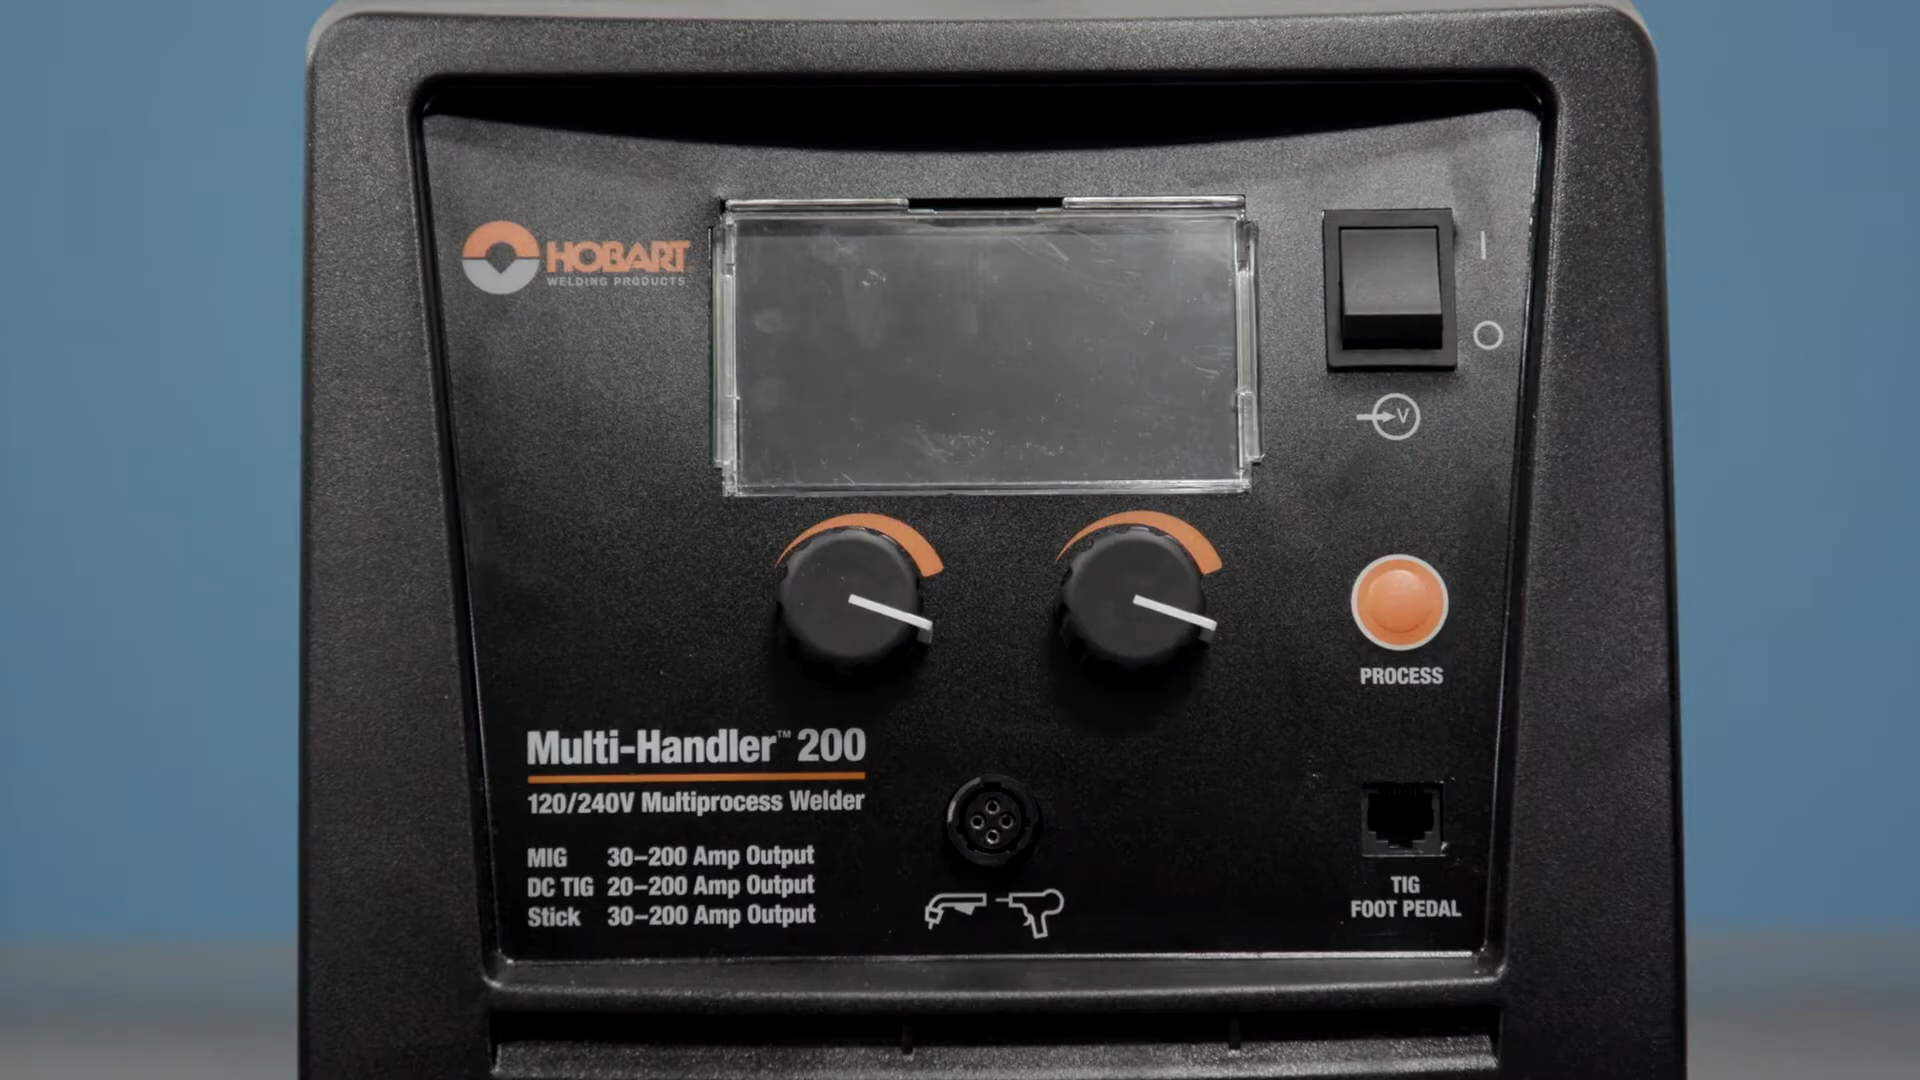 HOBART
WELDING PRODUCTS
I
O
V
PROCESS
Multi-Handler™ 200
120/240V Multiprocess Welder
MIG 30–200 Amp Output
DC TIG 20–200 Amp Output
Stick 30–200 Amp Output
TIG
FOOT PEDAL